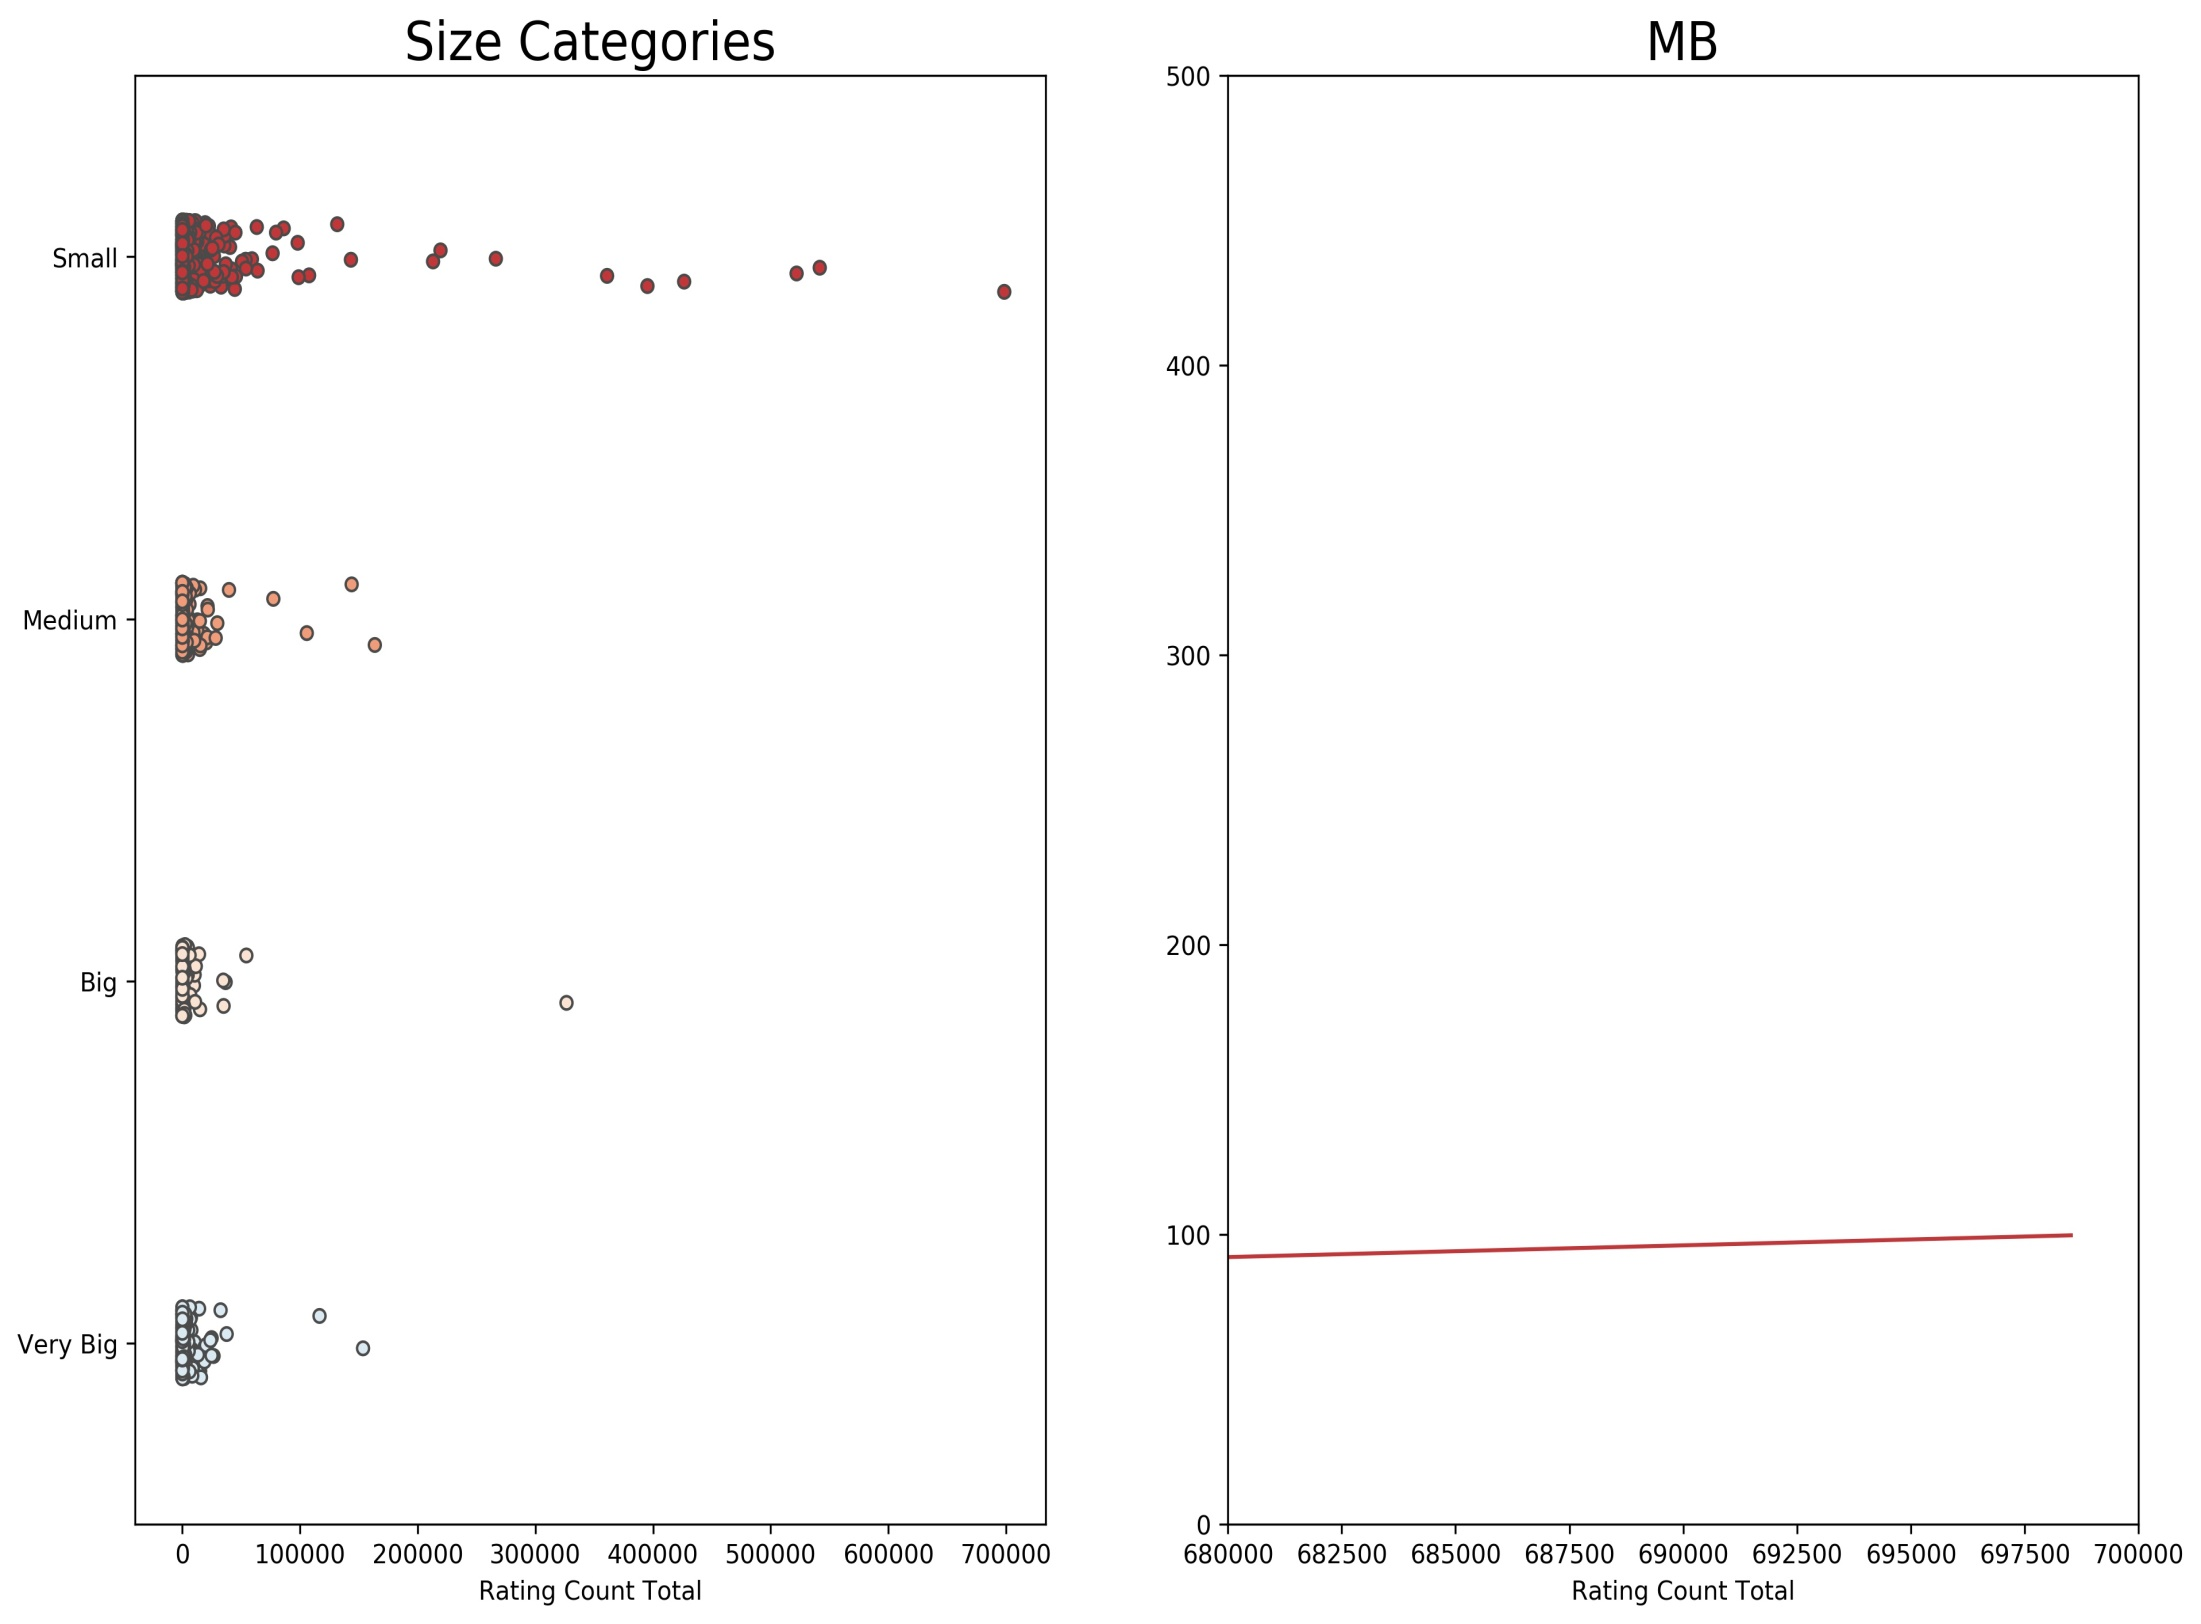 Size Categories
Small
Medium
Big
Very Big
0 100000 200000 300000 400000 500000 600000 700000
Rating Count Total
MB
500
400
300
200
100
0
680000 682500 685000 687500 690000 692500 695000 697500 700000
Rating Count Total